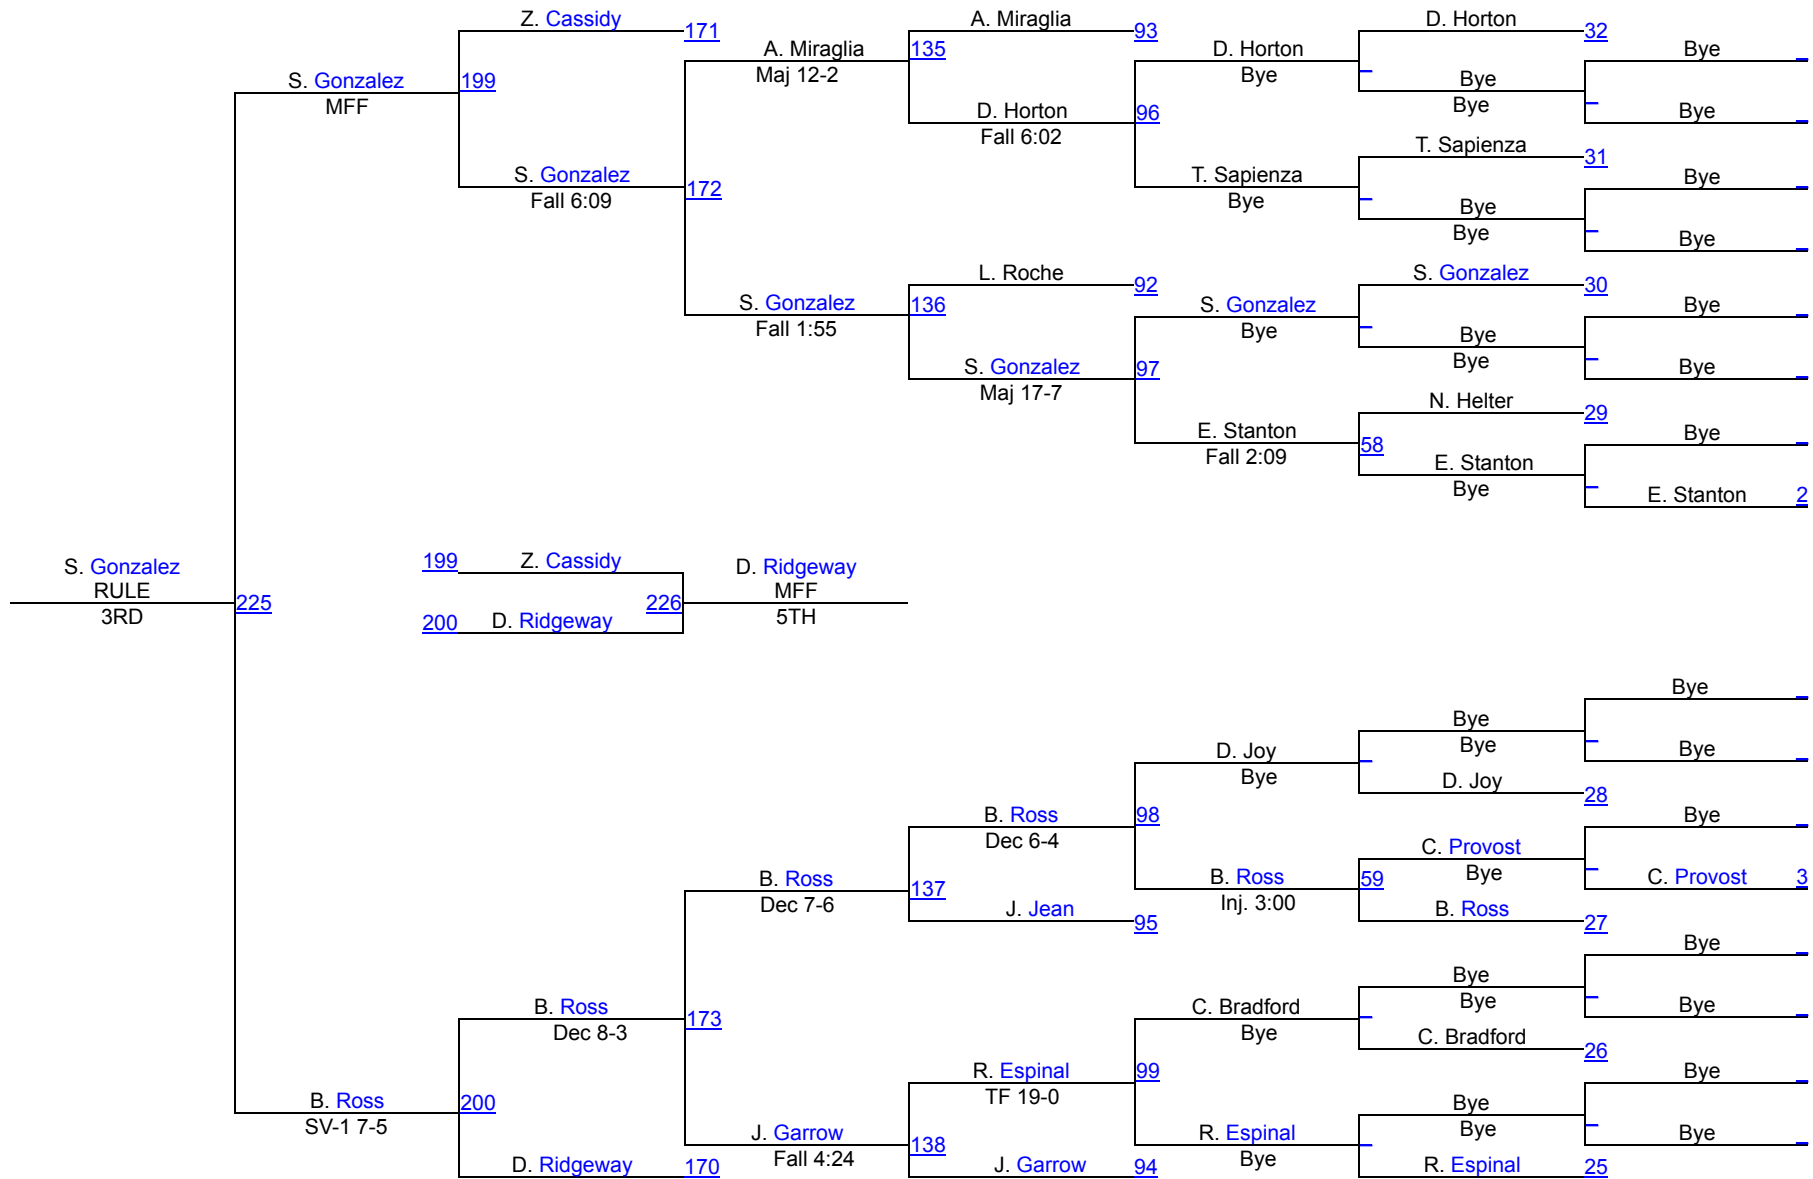 Z. Cassidy
171
S. Gonzalez
MFF
199
S. Gonzalez
Fall 6:09
172
A. Miraglia
Maj 12-2
135
A. Miraglia
93
D. Horton
Fall 6:02
96
D. Horton
Bye
D. Horton
32
Bye
Bye
Bye
Bye
T. Sapienza
Bye
T. Sapienza
31
Bye
Bye
Bye
Bye
S. Gonzalez
Fall 1:55
136
L. Roche
92
S. Gonzalez
Maj 17-7
97
S. Gonzalez
Bye
S. Gonzalez
30
Bye
Bye
Bye
Bye
E. Stanton
Fall 2:09
58
N. Helter
29
E. Stanton
Bye
Bye
E. Stanton 2
S. Gonzalez
RULE
3RD
225
199 Z. Cassidy
200 D. Ridgeway
226
D. Ridgeway
MFF
5TH
Bye
Bye
Bye
Bye
D. Joy
Bye
D. Joy
28
B. Ross
Dec 6-4
98
B. Ross
Dec 7-6
137
J. Jean
95
B. Ross
Inj. 3:00
59
C. Provost
Bye
Bye
C. Provost 3
B. Ross
27
B. Ross
Dec 8-3
173
C. Bradford
Bye
Bye
Bye
Bye
Bye
C. Bradford
26
R. Espinal
TF 19-0
99
B. Ross
SV-1 7-5
200
J. Garrow
Fall 4:24
138
J. Garrow
94
R. Espinal
Bye
Bye
Bye
Bye
Bye
R. Espinal
25
D. Ridgeway
170